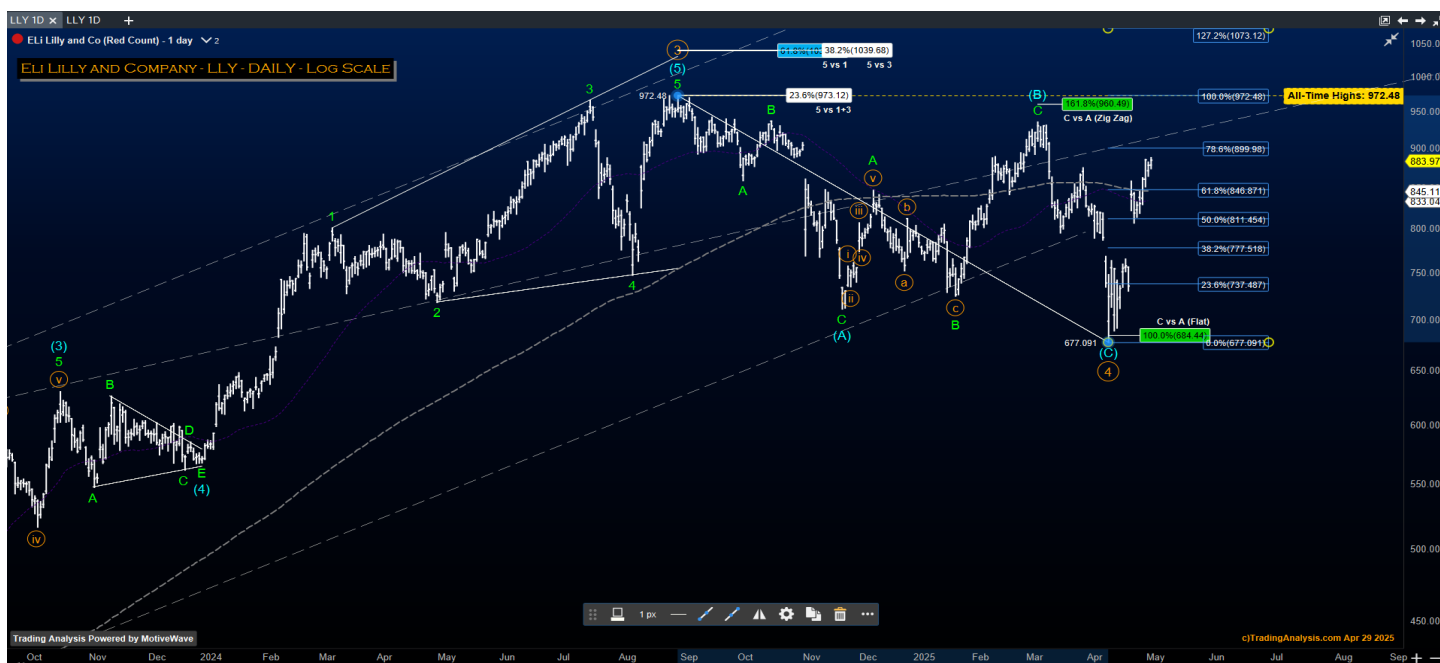 LLY 1D × LLY 1D +
ELi Lilly and Co (Red Count) - 1 day 2
ELI LILLY AND COMPANY - LLY - DAILY - LOG SCALE
127.2%(1073.12)
1050.0
3
38.2%(1039.68)
5 vs 1 5 vs 3
(5)
5
1000.0
972.48
23.6%(973.12)
5 vs 1+3
(B)
C
161.8%(960.49)
C vs A (Zig Zag)
100.0%(972.48)
All-Time Highs: 972.48
3
B
950.00
78.6%(899.98)
900.00
883.97
A
A
v
61.8%(846.871)
845.11
833.04
1
iii
b
50.0%(811.454)
800.00
i
iv
a
38.2%(777.518)
750.00
4
2
ii
c
23.6%(737.487)
C
B
(A)
C vs A (Flat)
100.0%(684.44)
700.00
677.091
0.0%(677.091)
(C)
4
(3)
5
v
B
650.00
D
600.00
A
C
E
(4)
550.00
iv
500.00
1 px
450.00
Trading Analysis Powered by MotiveWave
c)TradingAnalysis.com Apr 29 2025
Oct Nov Dec 2024 Feb Mar Apr May Jun Jul Aug Sep Oct Nov Dec 2025 Feb Mar Apr May Jun Jul Aug Sep